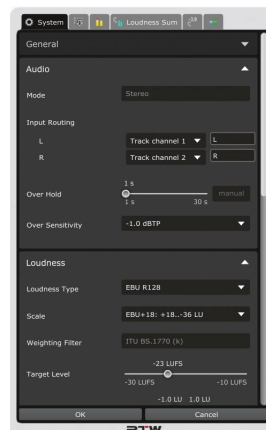 System Loudness Sum
General
Audio
Mode Stereo
Input Routing
L Track channel 1 L
R Track channel 2 R
1 s
Over Hold manual
1 s 30 s
Over Sensitivity -1.0 dBTP
Loudness
Loudness Type EBU R128
Scale EBU+18: +18..-36 LU
Weighting Filter ITU BS.1770 (k)
-23 LUFS
Target Level
-30 LUFS -10 LUFS
-1.0 LU 1.0 LU
OK Cancel